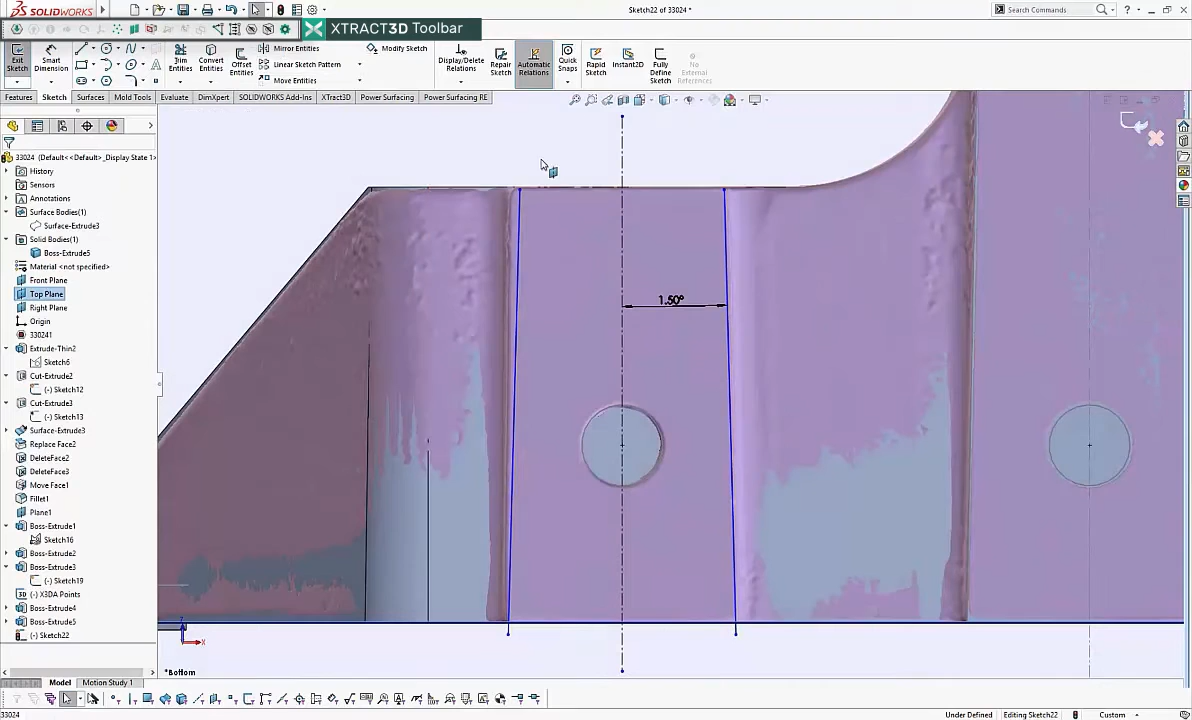 SOLIDWORKS
Sketch22 of 33024 *
Search Commands
XTRACT3D Toolbar
Exit Sketch
Smart Dimension
Trim Entities
Convert Entities
Offset Entities
Mirror Entities
Linear Sketch Pattern
Move Entities
Modify Sketch
Display/Delete Relations
Repair Sketch
Automatic Relations
Quick Snaps
Rapid Sketch
Instant2D
Fully Define Sketch
No External References
Features
Sketch
Surfaces
Mold Tools
Evaluate
DimXpert
SOLIDWORKS Add-Ins
XtractD
Power Surfacing
Power Surfacing RE
33024 (Default<<Default>_Display State 1>
History
Sensors
Annotations
Surface Bodies(1)
Surface-Extrude3
Solid Bodies(1)
Boss-Extrude5
Material <not specified>
Front Plane
Top Plane
Right Plane
Origin
330241
Extrude-Thin2
Sketch6
Cut-Extrude2
(-) Sketch12
Cut-Extrude3
(-) Sketch13
Surface-Extrude3
Replace Face2
DeleteFace2
DeleteFace3
Move Face1
Fillet1
Plane1
Boss-Extrude1
Sketch16
Boss-Extrude2
Boss-Extrude3
(-) Sketch19
(-) X3DA Points
Boss-Extrude4
Boss-Extrude5
(-) Sketch22
1.50°
X
*Bottom
Model
Motion Study 1
33024
Under Defined
Editing Sketch22
Custom